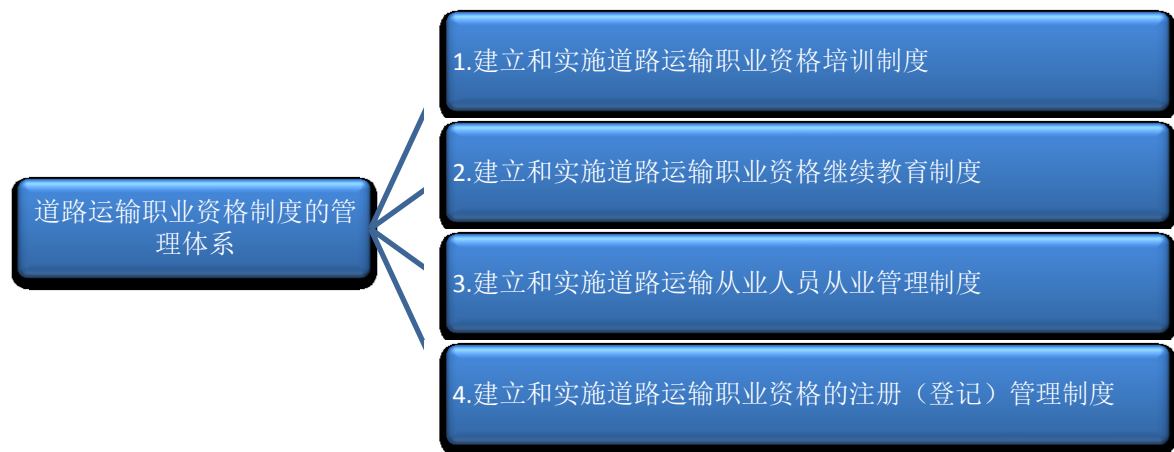 1.建立和实施道路运输职业资格培训制度
2.建立和实施道路运输职业资格继续教育制度
道路运输职业资格制度的管
理体系
3.建立和实施道路运输从业人员从业管理制度
4.建立和实施道路运输职业资格的注册（登记）管理制度